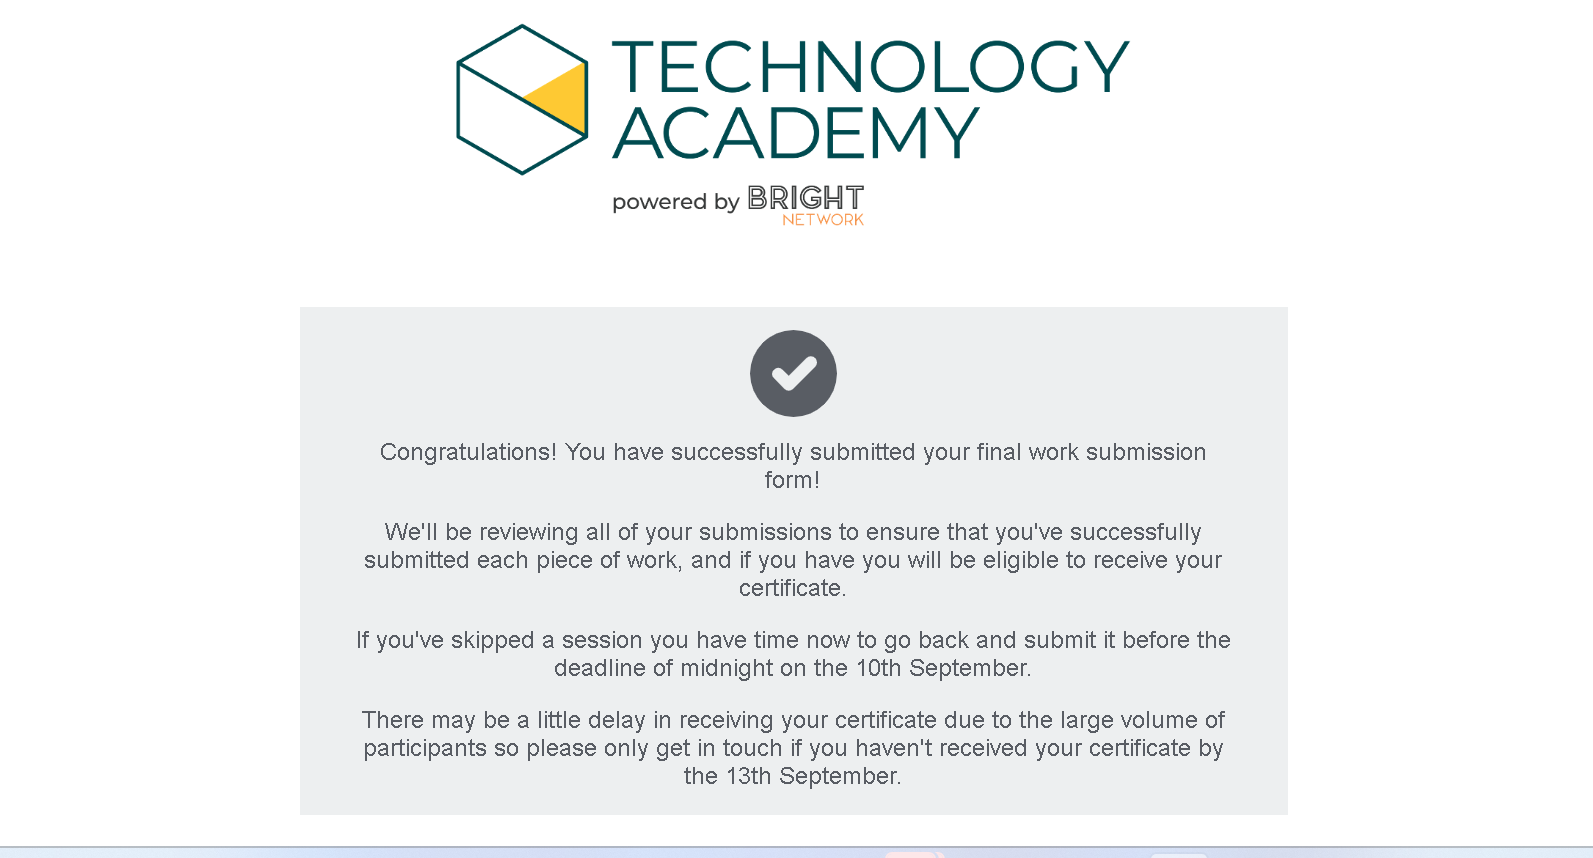 TECHNOLOGY
ACADEMY
powered by BRIGHT
NETWORK
Congratulations! You have successfully submitted your final work submission
form!
We'll be reviewing all of your submissions to ensure that you've successfully
submitted each piece of work, and if you have you will be eligible to receive your
certificate.
If you've skipped a session you have time now to go back and submit it before the
deadline of midnight on the 10th September.
There may be a little delay in receiving your certificate due to the large volume of
participants so please only get in touch if you haven't received your certificate by
the 13th September.